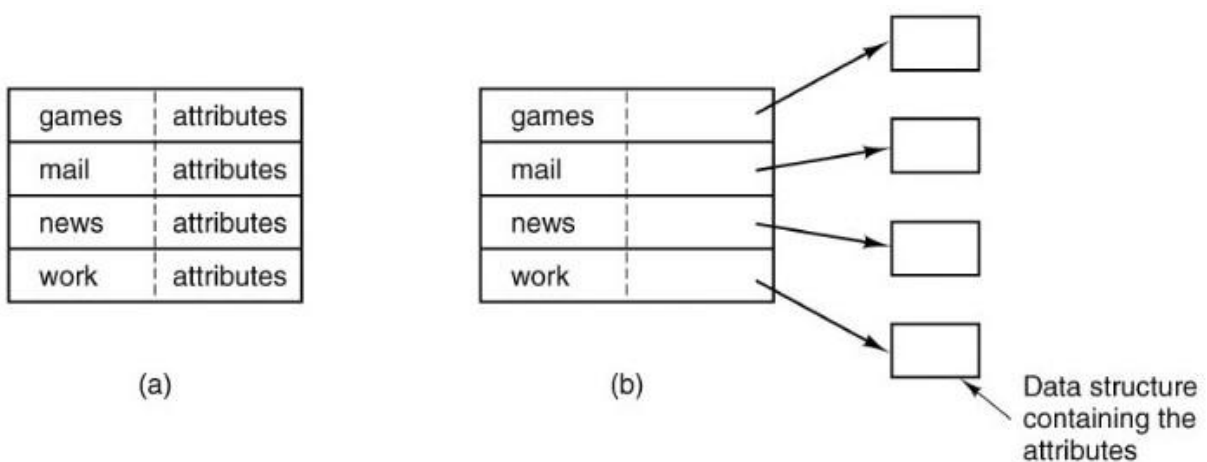 games attributes
mail attributes
news attributes
work attributes
(a)
games
mail
news
work
(b)
Data structure
containing the
attributes